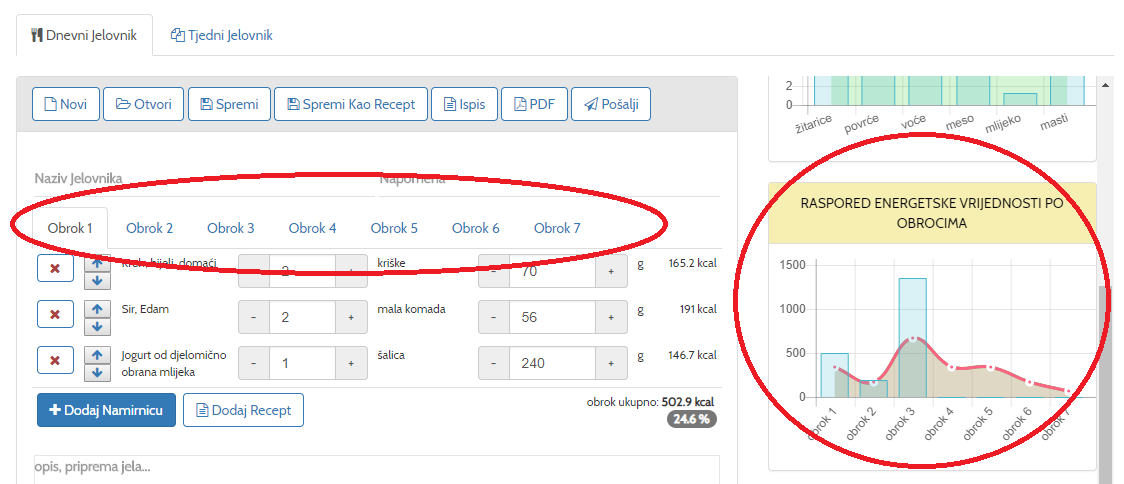 Dnevni Jelovnik Tjedni Jelovnik
Novi Otvori Spremi Spremi Kao Recept Ispis PDF Pošalji
Naziv Jelovnika Napomena
Obrok 1 Obrok 2 Obrok 3 Obrok 4 Obrok 5 Obrok 6 Obrok 7
Kruh, bijeli, domaći - 2 + kriške - 70 + g 165.2 kcal
Sir, Edam - 2 + mala komada - 56 + g 191 kcal
Jogurt od djelomično
obrana mlijeka - 1 + šalica - 240 + g 146.7 kcal
Dodaj Namirnicu Dodaj Recept
obrok ukupno: 502.9 kcal
24.6 %
opis, priprema jela...
2
0
žitarice povrće voće meso mlijeko masti
RASPORED ENERGETSKE VRIJEDNOSTI PO
OBROCIMA
1500
1000
500
0
obrok 1 obrok 2 obrok 3 obrok 4 obrok 5 obrok 6 obrok 7